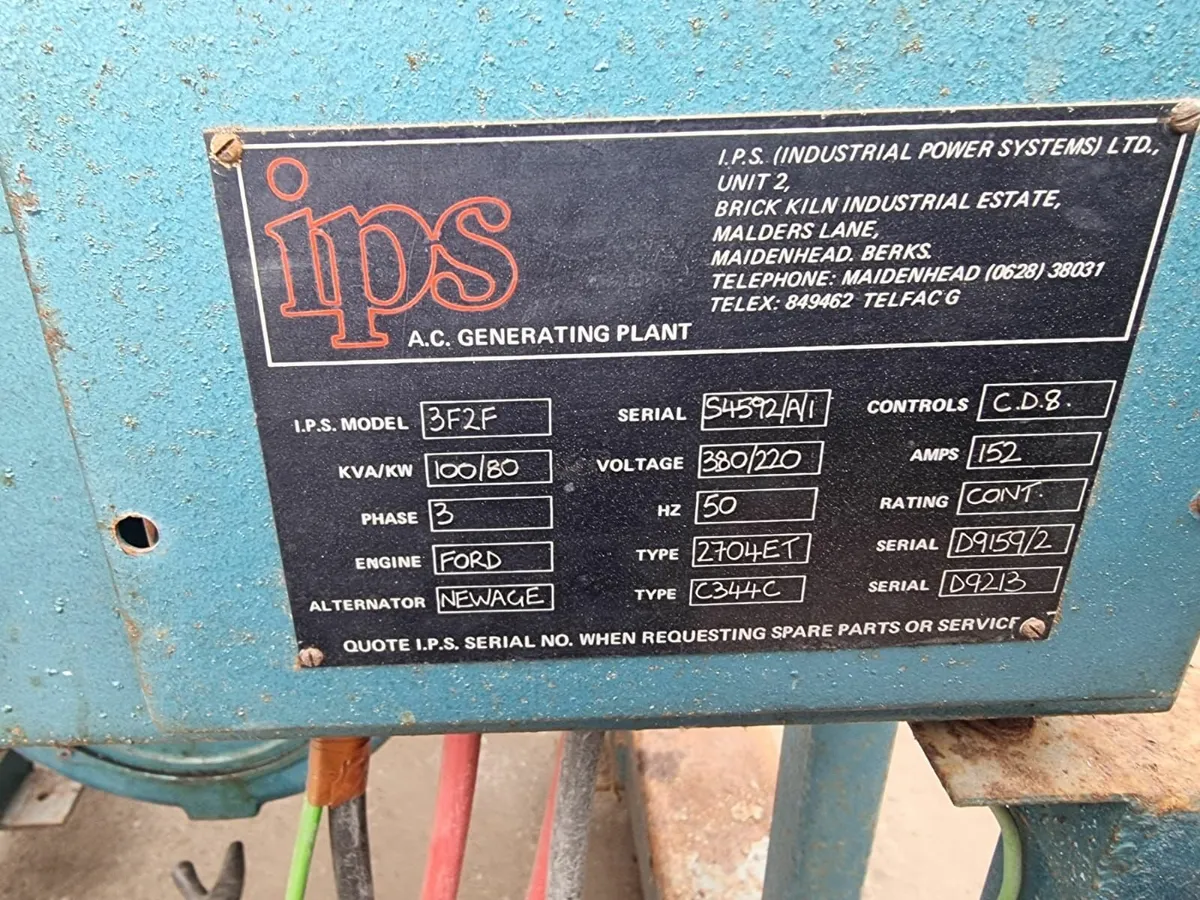 ips
A.C. GENERATING PLANT
I.P.S. (INDUSTRIAL POWER SYSTEMS) LTD.,
UNIT 2,
BRICK KILN INDUSTRIAL ESTATE,
MALDERS LANE,
MAIDENHEAD. BERKS.
TELEPHONE: MAIDENHEAD (0628) 38031
TELEX: 849462 TELFAC G
I.P.S. MODEL 3F2F SERIAL S4592/A/1 CONTROLS C.D.8.
KVA/KW 100/80 VOLTAGE 380/220 AMPS 152
PHASE 3 HZ 50 RATING CONT.
ENGINE FORD TYPE 2704ET SERIAL D9159/2
ALTERNATOR NEWAGE TYPE C344C SERIAL D9213
QUOTE I.P.S. SERIAL NO. WHEN REQUESTING SPARE PARTS OR SERVICE